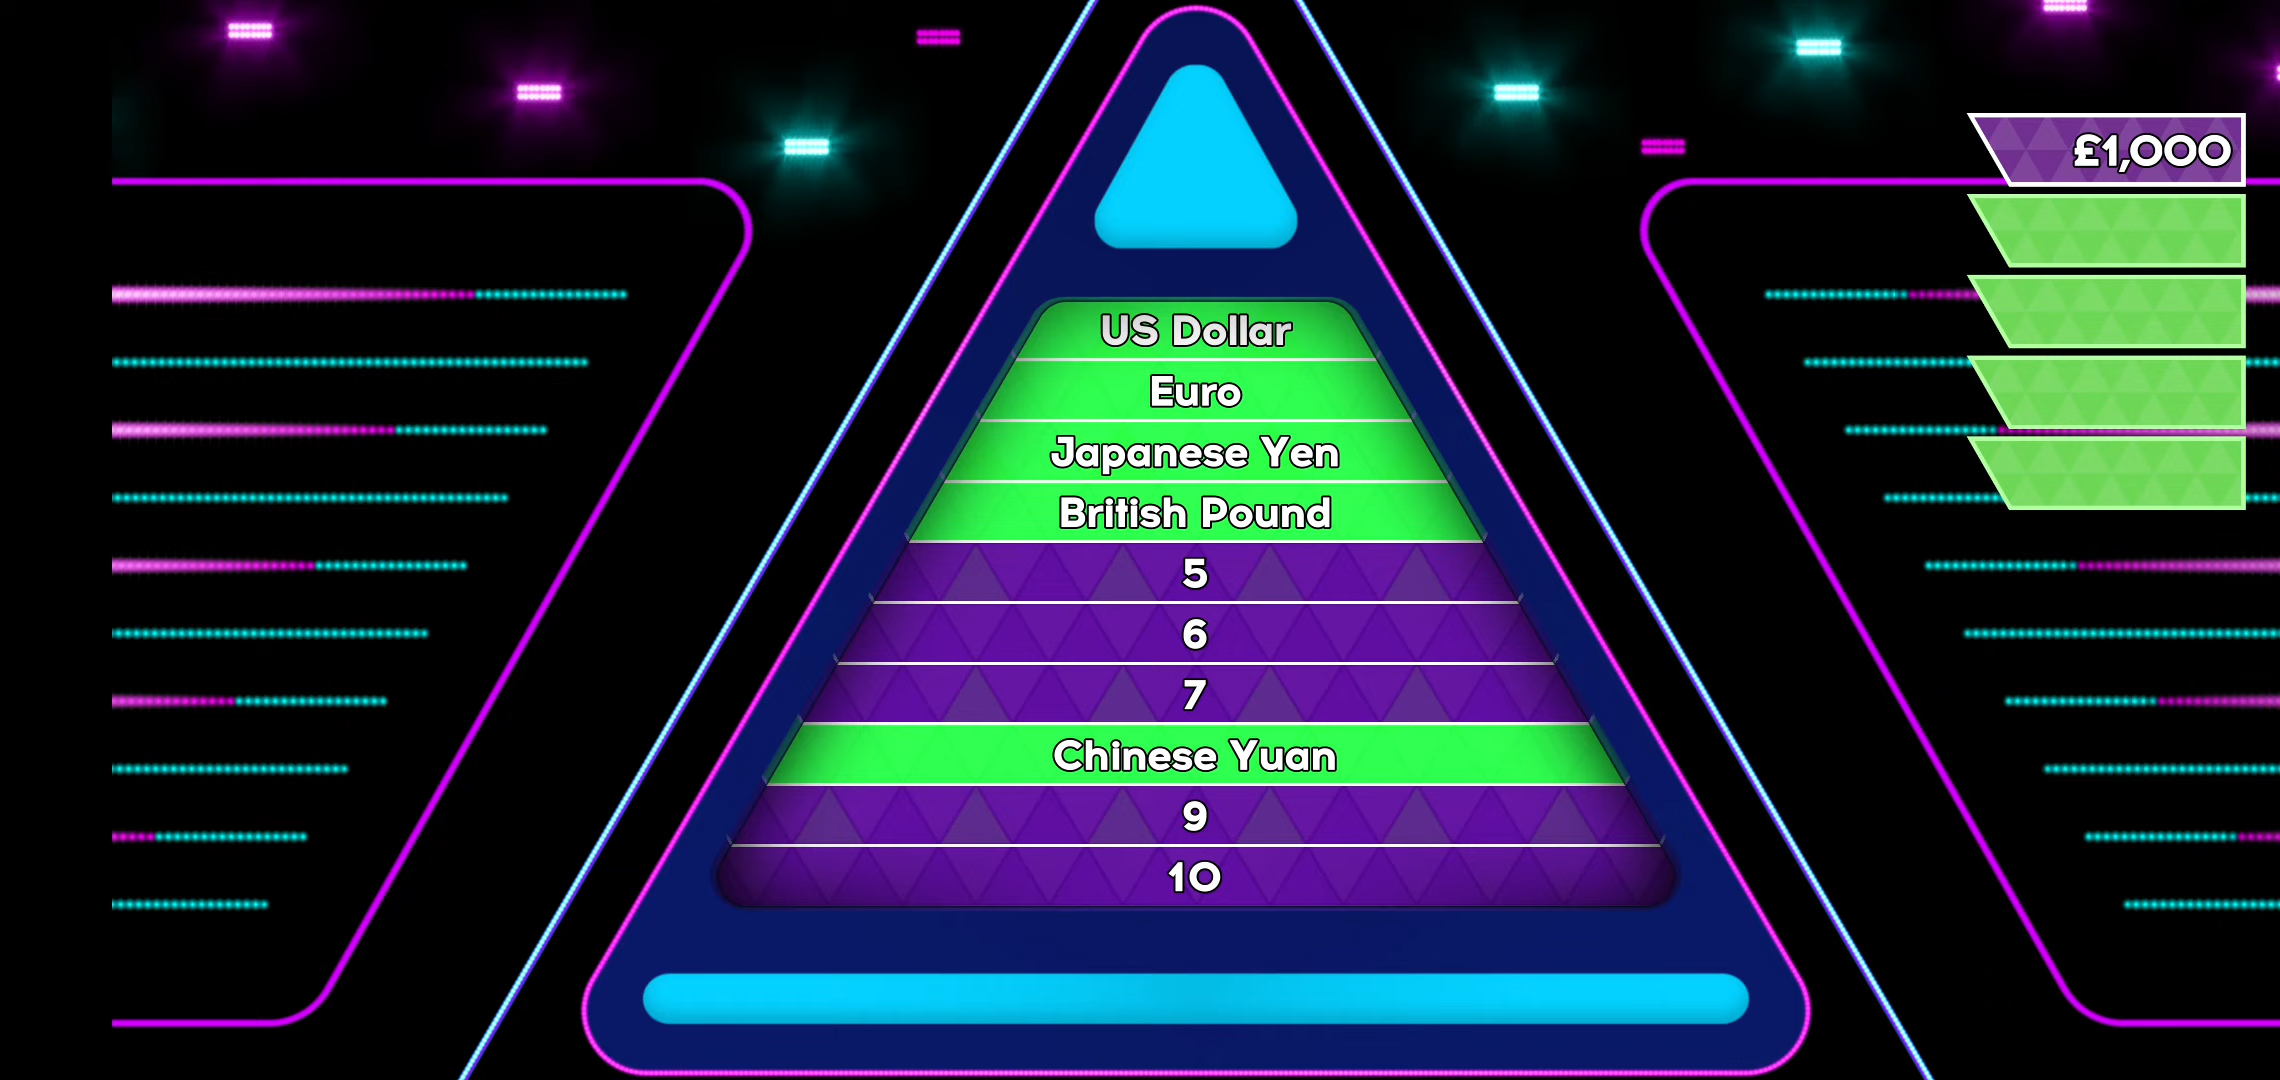 £1,000
US Dollar
Euro
Japanese Yen
British Pound
5
6
7
Chinese Yuan
9
10